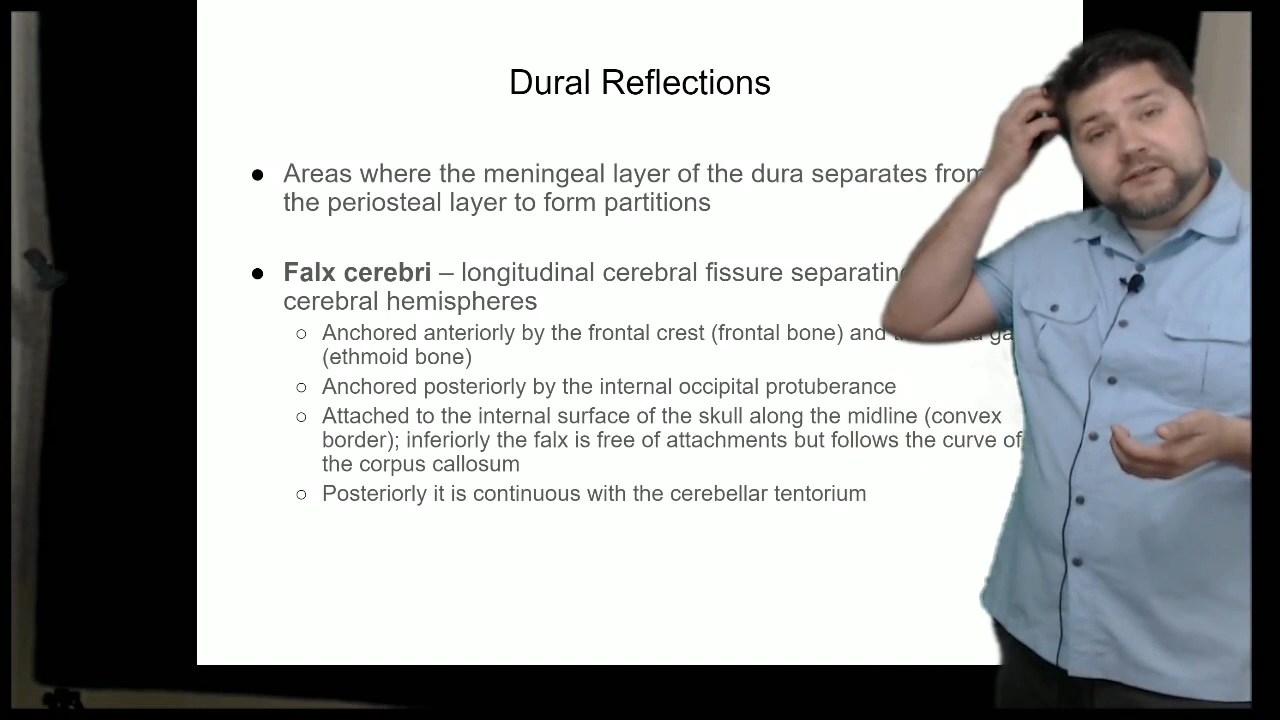 Dural Reflections
● Areas where the meningeal layer of the dura separates from
the periosteal layer to form partitions
● Falx cerebri – longitudinal cerebral fissure separating
cerebral hemispheres
○ Anchored anteriorly by the frontal crest (frontal bone) and
(ethmoid bone)
○ Anchored posteriorly by the internal occipital protuberance
○ Attached to the internal surface of the skull along the midline (convex
border); inferiorly the falx is free of attachments but follows the curve of
the corpus callosum
○ Posteriorly it is continuous with the cerebellar tentorium